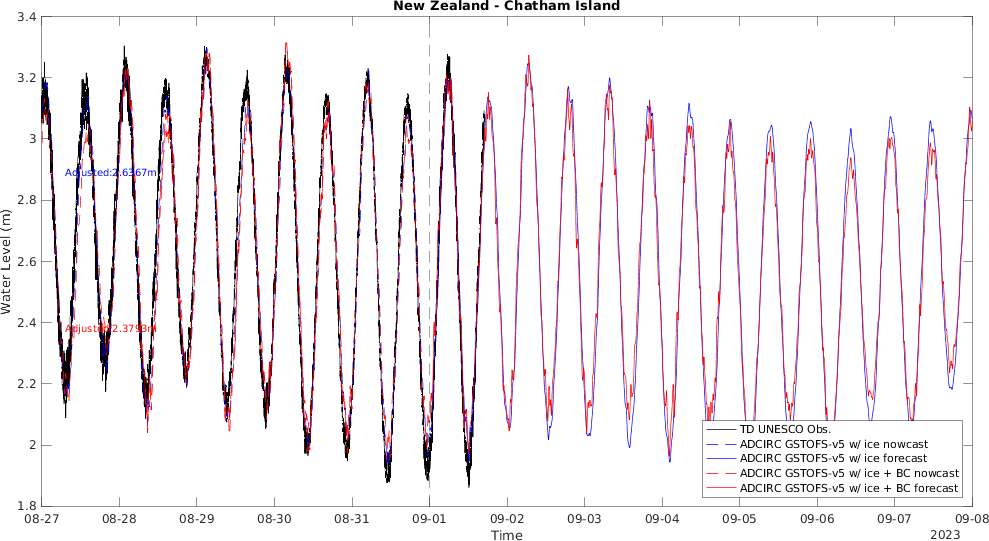 New Zealand - Chatham Island
3.4
3.2
3
2.8
2.6
2.4
2.2
2
1.8
Water Level (m)
Adjusted:2.6367m
Adjusted:2.3793m
TD UNESCO Obs.
ADCIRC GSTOFS-v5 w/ ice nowcast
ADCIRC GSTOFS-v5 w/ ice forecast
ADCIRC GSTOFS-v5 w/ ice + BC nowcast
ADCIRC GSTOFS-v5 w/ ice + BC forecast
08-27 08-28 08-29 08-30 08-31 09-01 09-02 09-03 09-04 09-05 09-06 09-07 09-08
Time
2023